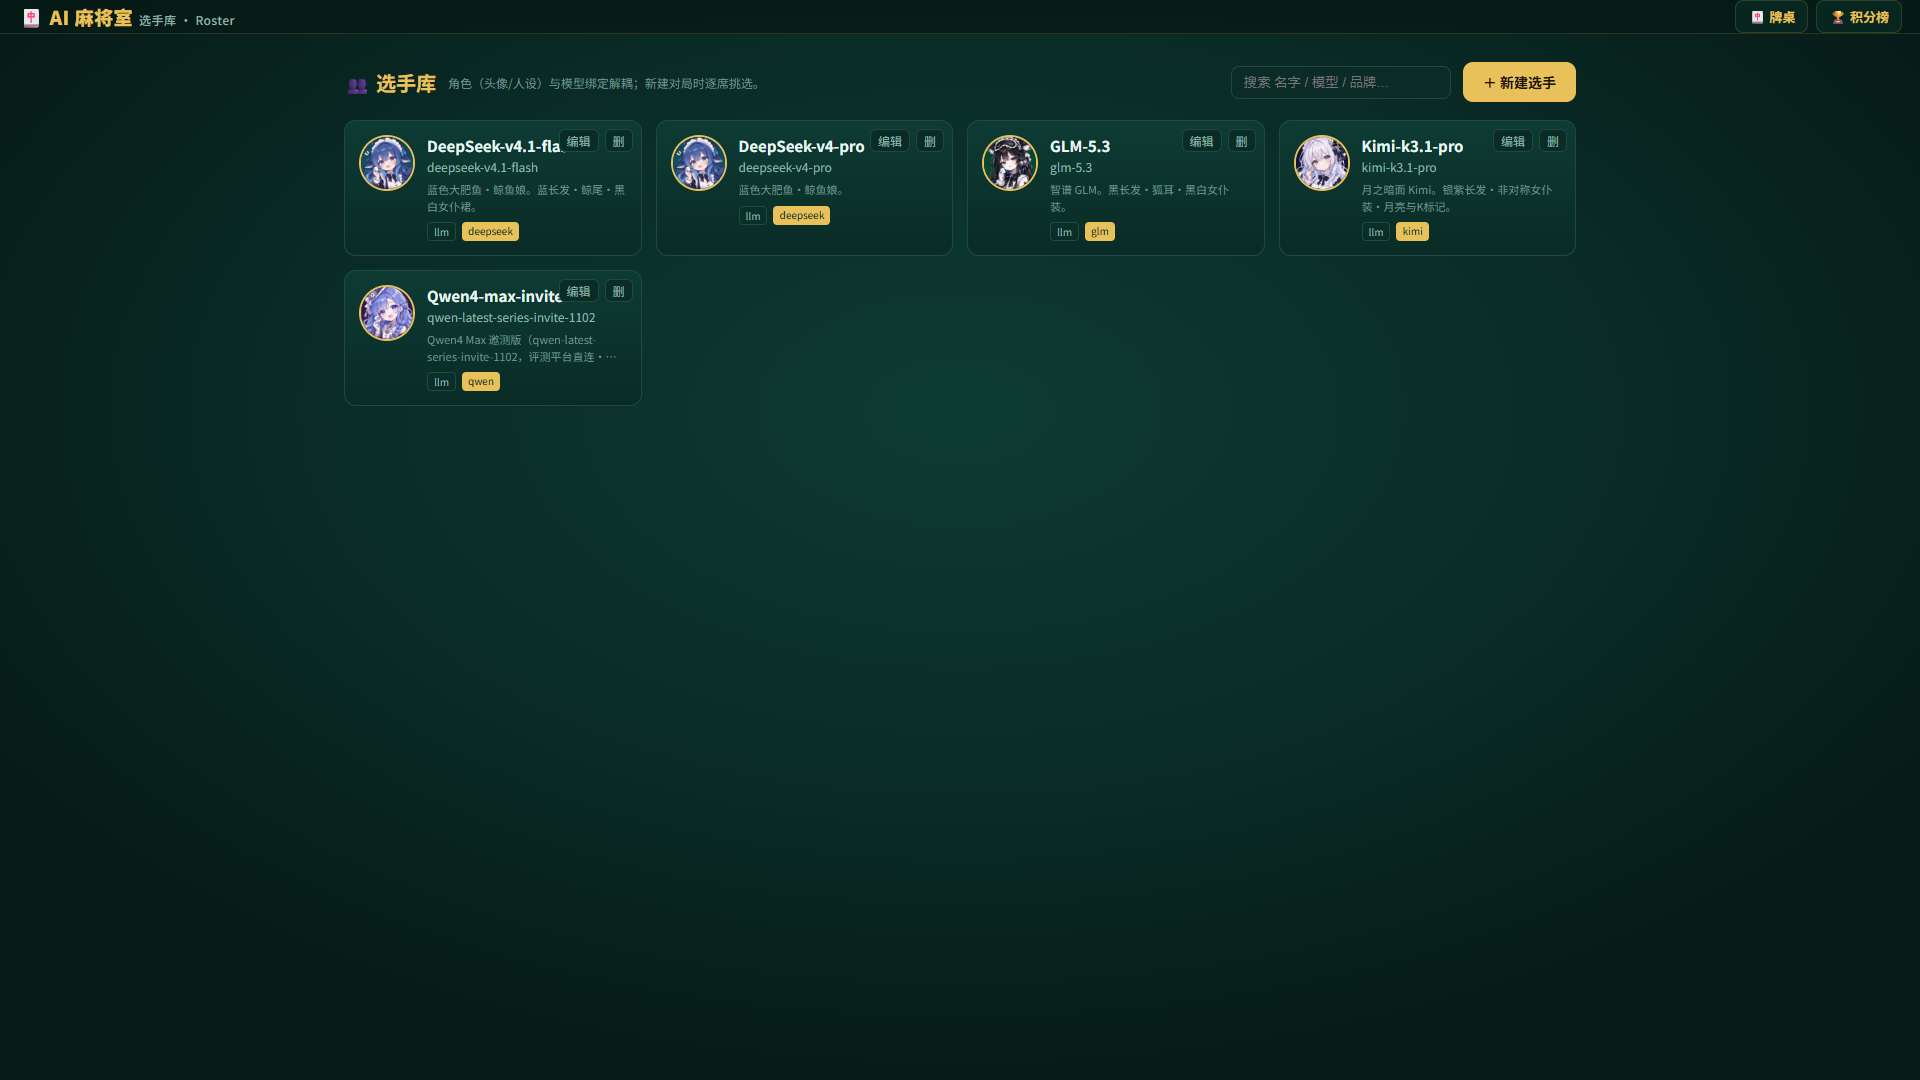 AI 麻将室 选手库 · Roster
牌桌
积分榜
选手库 角色（头像/人设）与模型绑定解耦；新建对局时逐席挑选。
搜索 名字 / 模型 / 品牌…
＋ 新建选手
DeepSeek-v4.1-fla
编辑 删
deepseek-v4.1-flash
蓝色大肥鱼·鲸鱼娘。蓝长发·鲸尾·黑
白女仆裙。
llm deepseek
DeepSeek-v4-pro
编辑 删
deepseek-v4-pro
蓝色大肥鱼·鲸鱼娘。
llm deepseek
GLM-5.3
编辑 删
glm-5.3
智谱 GLM。黑长发·狐耳·黑白女仆
装。
llm glm
Kimi-k3.1-pro
编辑 删
kimi-k3.1-pro
月之暗面 Kimi。银紫长发·非对称女仆
装·月亮与K标记。
llm kimi
Qwen4-max-invite
编辑 删
qwen-latest-series-invite-1102
Qwen4 Max 邀测版（qwen-latest-
series-invite-1102，评测平台直连·…
llm qwen